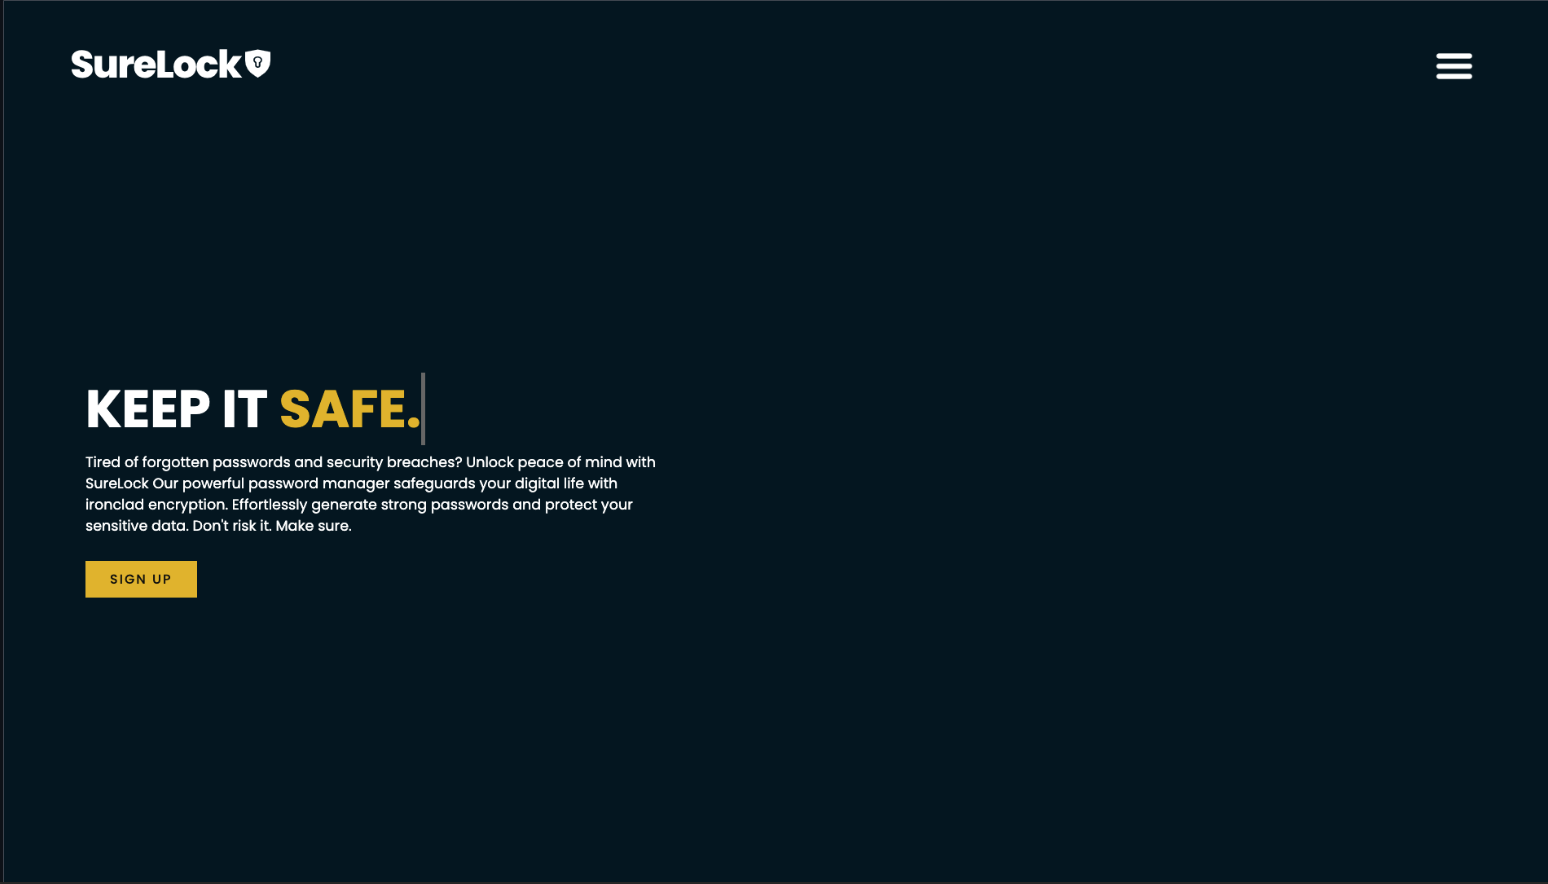 SureLock
KEEP IT SAFE.
Tired of forgotten passwords and security breaches? Unlock peace of mind with
SureLock Our powerful password manager safeguards your digital life with
ironclad encryption. Effortlessly generate strong passwords and protect your
sensitive data. Don't risk it. Make sure.
SIGN UP